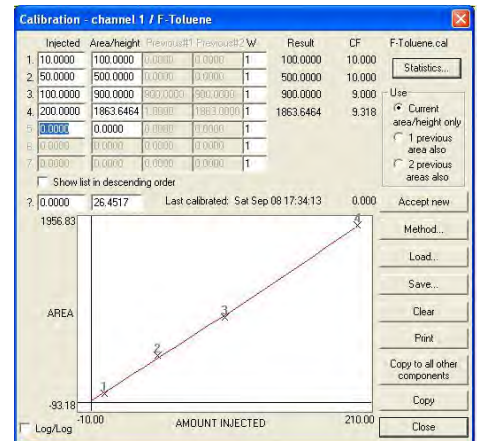 Calibration - channel 1 / F-Toluene
Injected Area/height Previous#1 Previous#2 W- Result CF F-Toluene.cal
1. 10.0000 100.0000 0.0000 0.0000 1 100.0000 10.000
Statistics...
2. 50.0000 500.0000 0.0000 0.0000 1 500.0000 10.000
3. 100.0000 900.0000 900.0000 0.0000 1 900.0000 9.000
Use
4. 200.0000 1863.6464 1.0000 1863.0000 1 1863.6464 9.318
Current area/height only
5. 0.0000 0.0000 0.0000 0.0000 1
6. 0.0000 0.0000 0.0000 0.0000 1
1 previous area also
7. 0.0000 0.0000 0.0000 0.0000 1
2 previous areas also
Show list in descending order
? 0.0000 26.4517 Last calibrated: Sat Sep 08 17:34:13 0.000
Accept new
1956.83
4
Method...
Load...
Save...
AREA
3
Clear
2
Print
Copy to all other components
1
-93.18
Copy
-10.00 AMOUNT INJECTED 210.00
Log/Log
Close